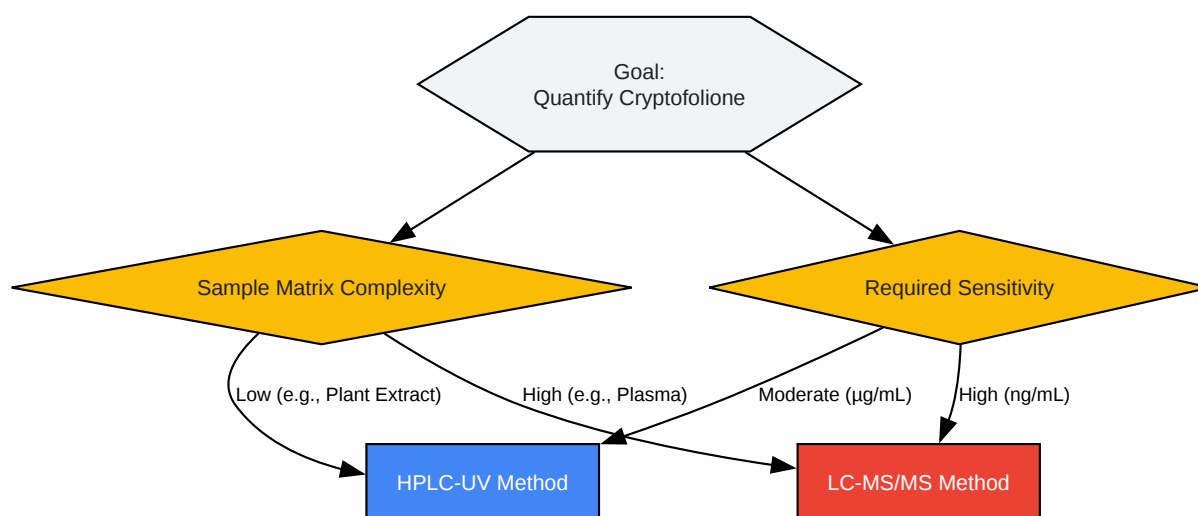 Goal:
Quantify Cryptofolione
Sample Matrix Complexity
Required Sensitivity
Low (e.g., Plant Extract)
High (e.g., Plasma)
Moderate (µg/mL)
High (ng/mL)
HPLC-UV Method
LC-MS/MS Method